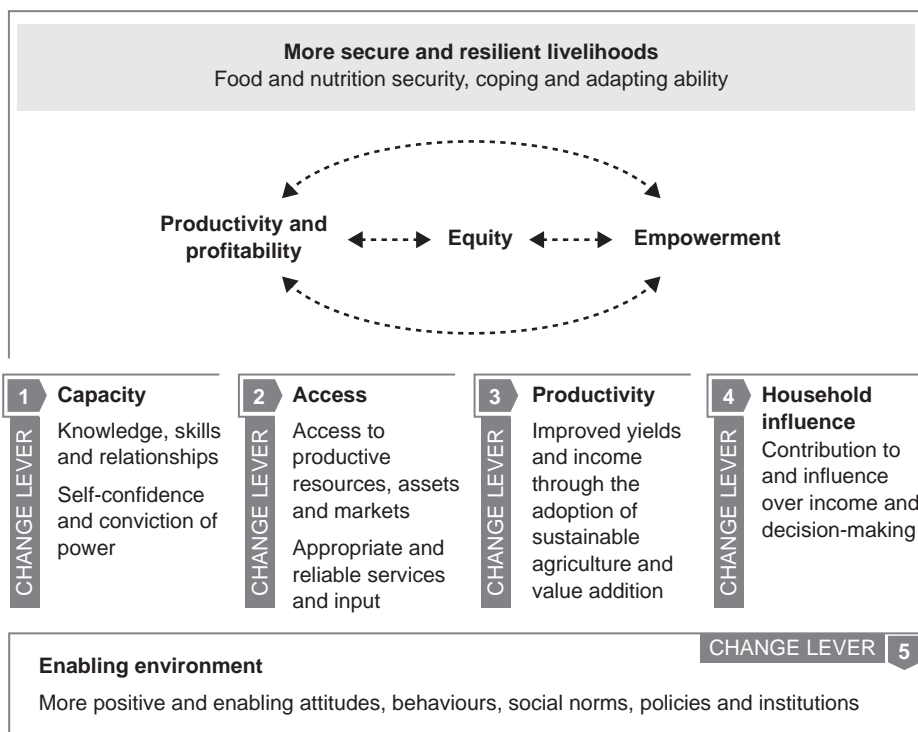 More secure and resilient livelihoods
Food and nutrition security, coping and adapting ability
Productivity and
profitability
Equity
Empowerment
1
Capacity
CHANGE LEVER
Knowledge, skills
and relationships
Self-confidence
and conviction of
power
2
Access
CHANGE LEVER
Access to
productive
resources, assets
and markets
Appropriate and
reliable services
and input
3
Productivity
CHANGE LEVER
Improved yields
and income
through the
adoption of
sustainable
agriculture and
value addition
4
Household
influence
CHANGE LEVER
Contribution to
and influence
over income and
decision-making
CHANGE LEVER 5
Enabling environment
More positive and enabling attitudes, behaviours, social norms, policies and institutions